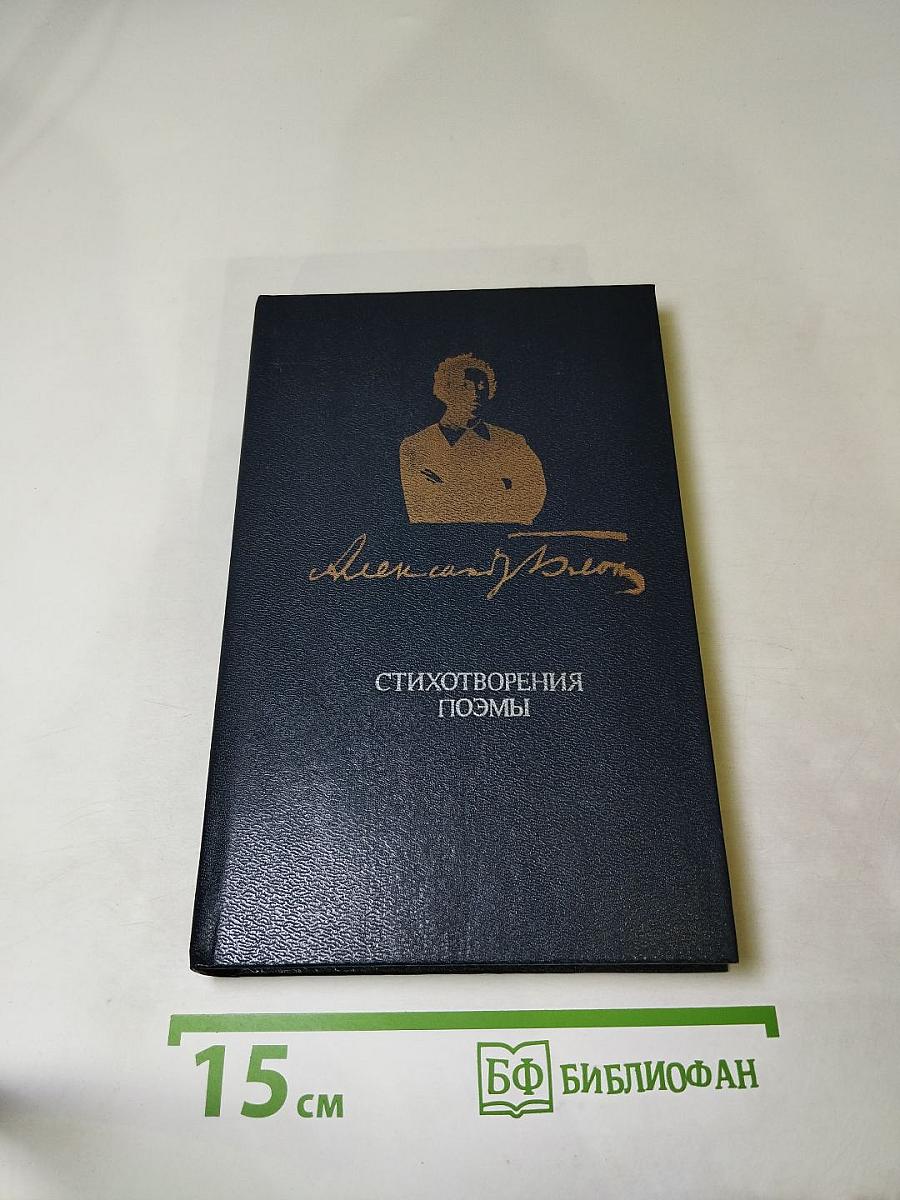 Александр Блок
СТИХОТВОРЕНИЯ
ПОЭМЫ
15 см
БФ БИБЛИОФАН